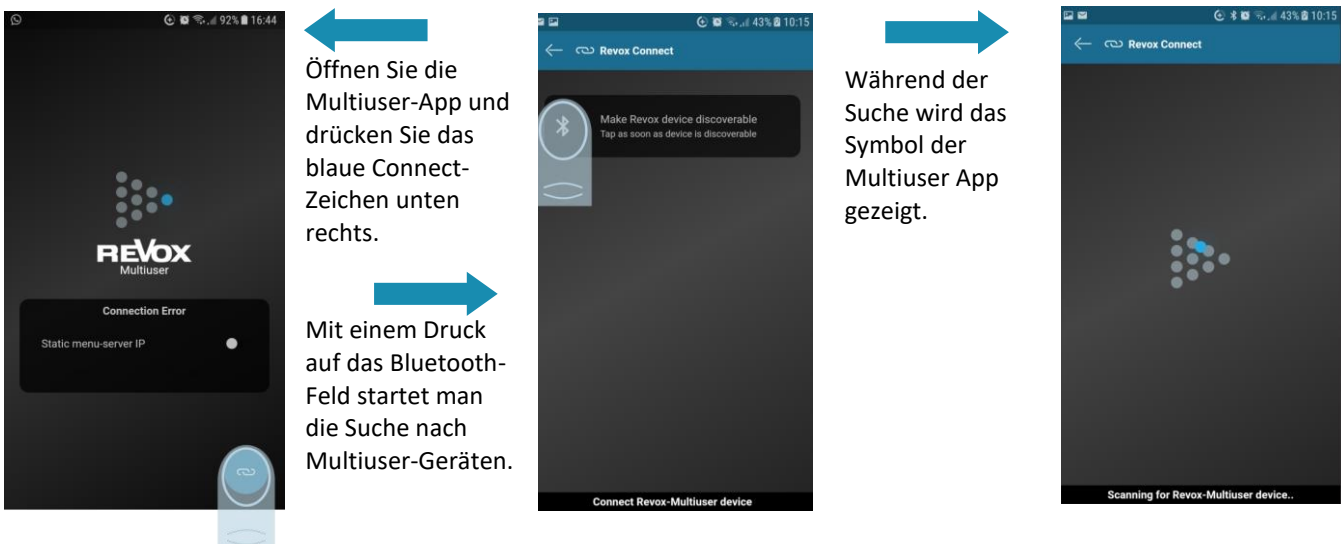 92% 16:44
REVOX
Multiuser
Connection Error
Static menu-server IP
Öffnen Sie die
Multiuser-App und
drücken Sie das
blaue Connect-
Zeichen unten
rechts.
Mit einem Druck
auf das Bluetooth-
Feld startet man
die Suche nach
Multiuser-Geräten.
43% 10:15
Revox Connect
Make Revox device discoverable
Tap as soon as device is discoverable
Connect Revox-Multiuser device
Während der
Suche wird das
Symbol der
Multiuser App
gezeigt.
43% 10:15
Revox Connect
Scanning for Revox-Multiuser device..